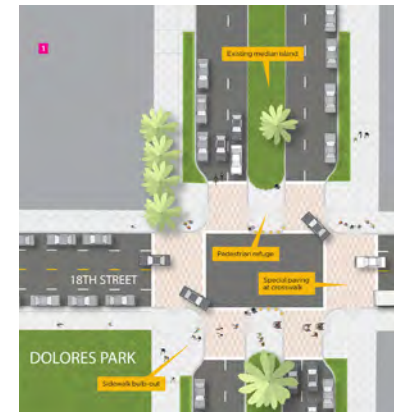 1
Existing median island
Pedestrian refuge
18TH STREET
Special paving
at crosswalk
DOLORES PARK
Sidewalk bulb-out